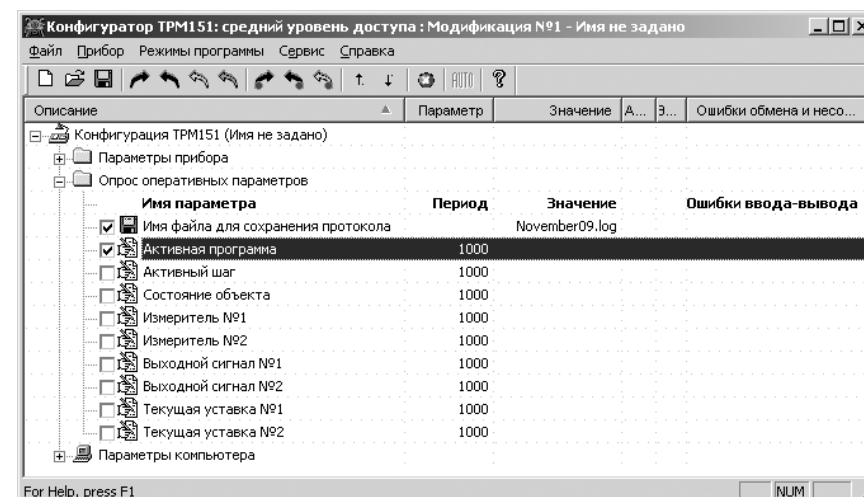 Конфигуратор ТРМ151: средний уровень доступа : Модификация №1 - Имя не задано
Файл Прибор Режимы программы Сервис Справка
AUTO
Описание Параметр Значение А... Э... Ошибки обмена и несо...
Конфигурация ТРМ151 (Имя не задано)
Параметры прибора
Опрос оперативных параметров
Имя параметра Период Значение Ошибки ввода-вывода
Имя файла для сохранения протокола November09.log
Активная программа 1000
Активный шаг 1000
Состояние объекта 1000
Измеритель №1 1000
Измеритель №2 1000
Выходной сигнал №1 1000
Выходной сигнал №2 1000
Текущая уставка №1 1000
Текущая уставка №2 1000
Параметры компьютера
For Help, press F1 NUM